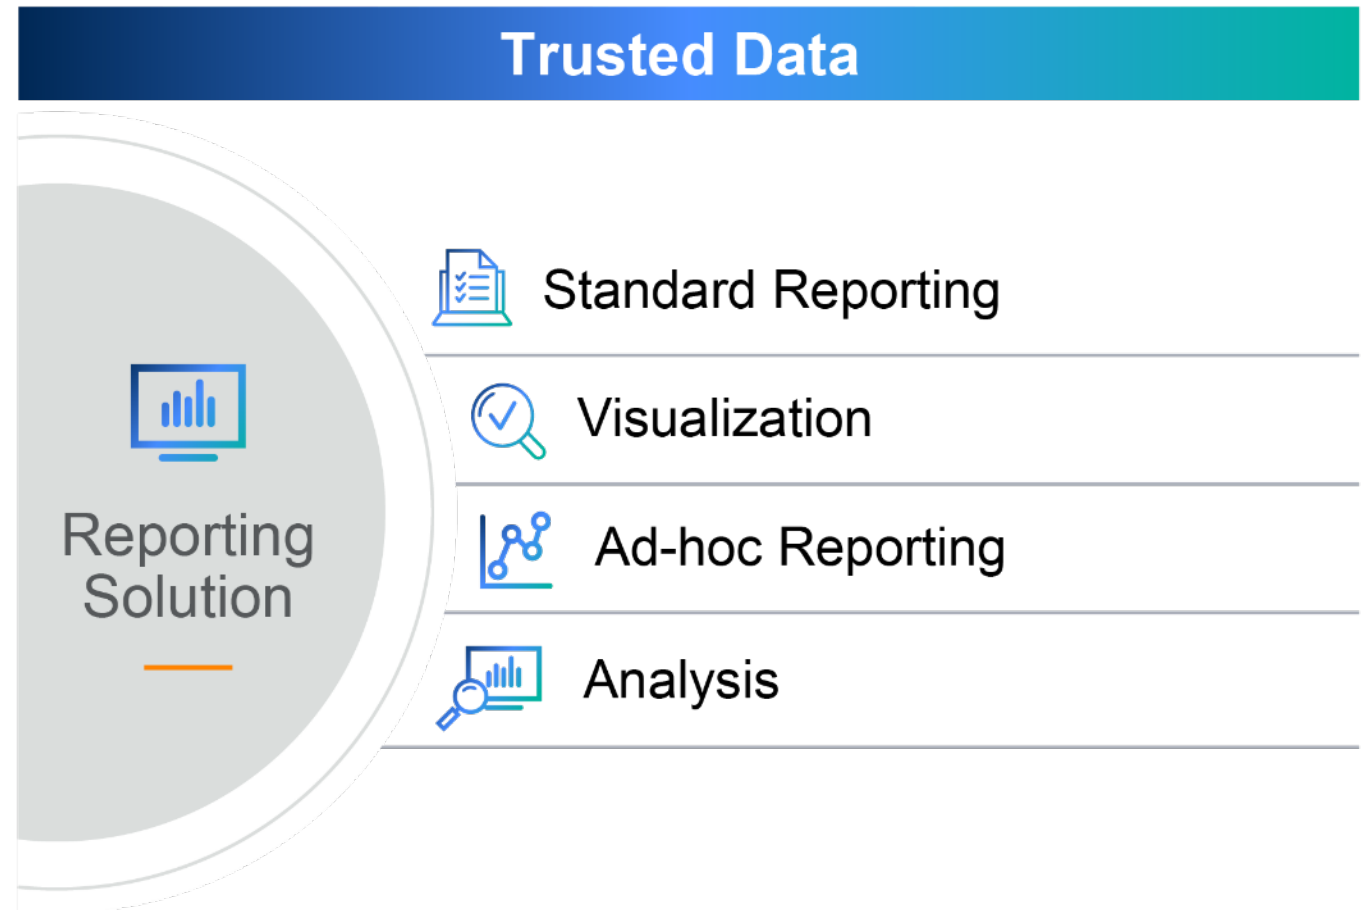 Trusted Data
Standard Reporting
Visualization
Reporting
Solution
Ad-hoc Reporting
Analysis